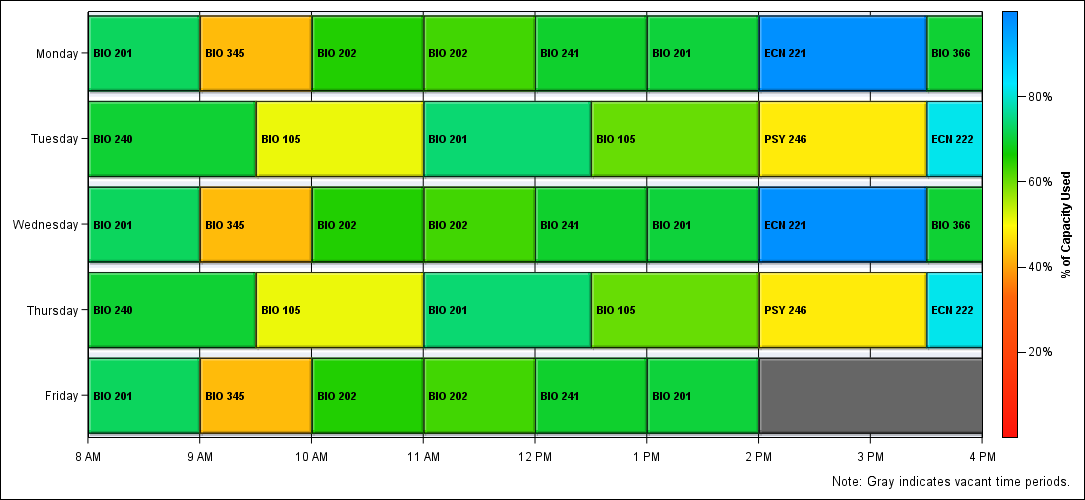 Monday BIO 201 BIO 345 BIO 202 BIO 202 BIO 241 BIO 201 ECN 221 BIO 366
80%
Tuesday BIO 240 BIO 105 BIO 201 BIO 105 PSY 246 ECN 222
60%
Wednesday BIO 201 BIO 345 BIO 202 BIO 202 BIO 241 BIO 201 ECN 221 BIO 366
% of Capacity Used
40%
Thursday BIO 240 BIO 105 BIO 201 BIO 105 PSY 246 ECN 222
20%
Friday BIO 201 BIO 345 BIO 202 BIO 202 BIO 241 BIO 201
8 AM 9 AM 10 AM 11 AM 12 PM 1 PM 2 PM 3 PM 4 PM
Note: Gray indicates vacant time periods.